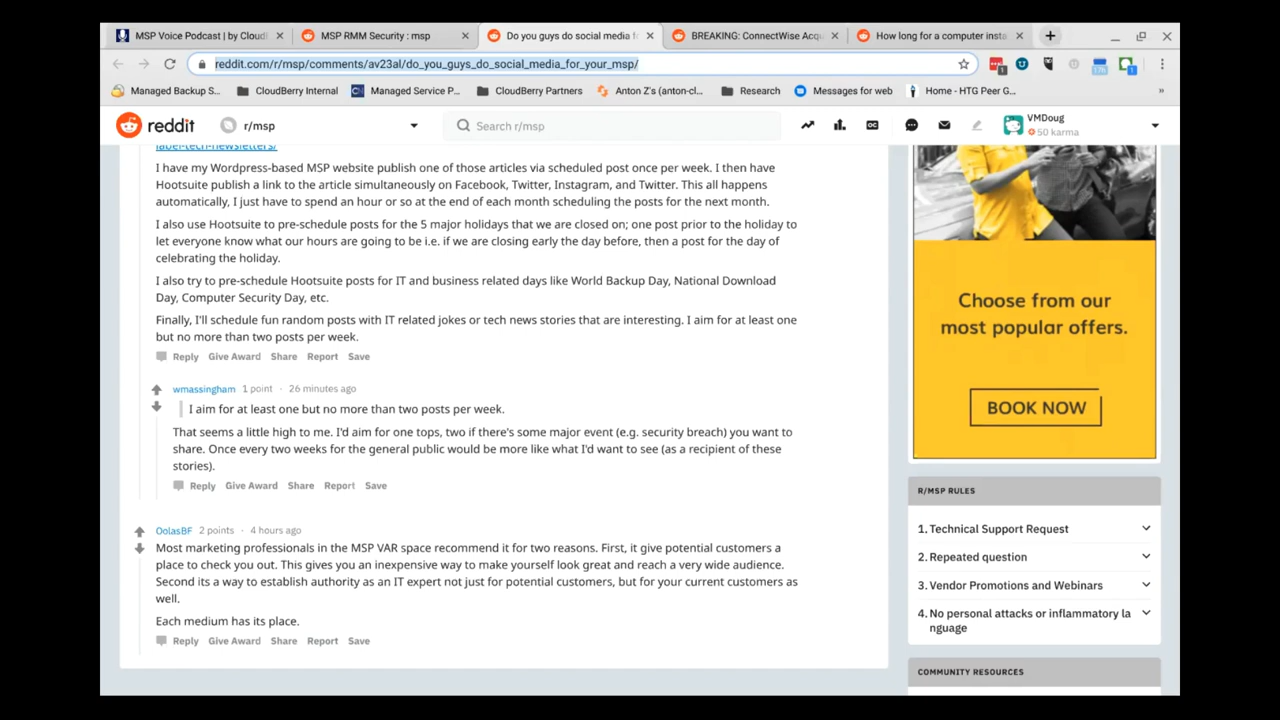 MSP Voice Podcast | by Cloudl
MSP RMM Security : msp
Do you guys do social media fo
BREAKING: ConnectWise Acqu
How long for a computer insta
reddit.com/r/msp/comments/av23al/do_you_guys_do_social_media_for_your_msp/
Managed Backup S...
CloudBerry Internal
Managed Service P...
CloudBerry Partners
Anton Z's (anton-cl...
Research
Messages for web
Home - HTG Peer G...
»
reddit
r/msp
Search r/msp
VMDoug
50 karma
label-tech-newsletters/
I have my Wordpress-based MSP website publish one of those articles via scheduled post once per week. I then have
Hootsuite publish a link to the article simultaneously on Facebook, Twitter, Instagram, and Twitter. This all happens
automatically, I just have to spend an hour or so at the end of each month scheduling the posts for the next month.
I also use Hootsuite to pre-schedule posts for the 5 major holidays that we are closed on; one post prior to the holiday to
let everyone know what our hours are going to be i.e. if we are closing early the day before, then a post for the day of
celebrating the holiday.
I also try to pre-schedule Hootsuite posts for IT and business related days like World Backup Day, National Download
Day, Computer Security Day, etc.
Finally, I'll schedule fun random posts with IT related jokes or tech news stories that are interesting. I aim for at least one
but no more than two posts per week.
Reply Give Award Share Report Save
wmassingham 1 point · 26 minutes ago
I aim for at least one but no more than two posts per week.
That seems a little high to me. I'd aim for one tops, two if there's some major event (e.g. security breach) you want to
share. Once every two weeks for the general public would be more like what I'd want to see (as a recipient of these
stories).
Reply Give Award Share Report Save
OolasBF 2 points · 4 hours ago
Most marketing professionals in the MSP VAR space recommend it for two reasons. First, it give potential customers a
place to check you out. This gives you an inexpensive way to make yourself look great and reach a very wide audience.
Second its a way to establish authority as an IT expert not just for potential customers, but for your current customers as
well.
Each medium has its place.
Reply Give Award Share Report Save
Choose from our
most popular offers.
BOOK NOW
R/MSP RULES
1. Technical Support Request
2. Repeated question
3. Vendor Promotions and Webinars
4. No personal attacks or inflammatory la
nguage
COMMUNITY RESOURCES